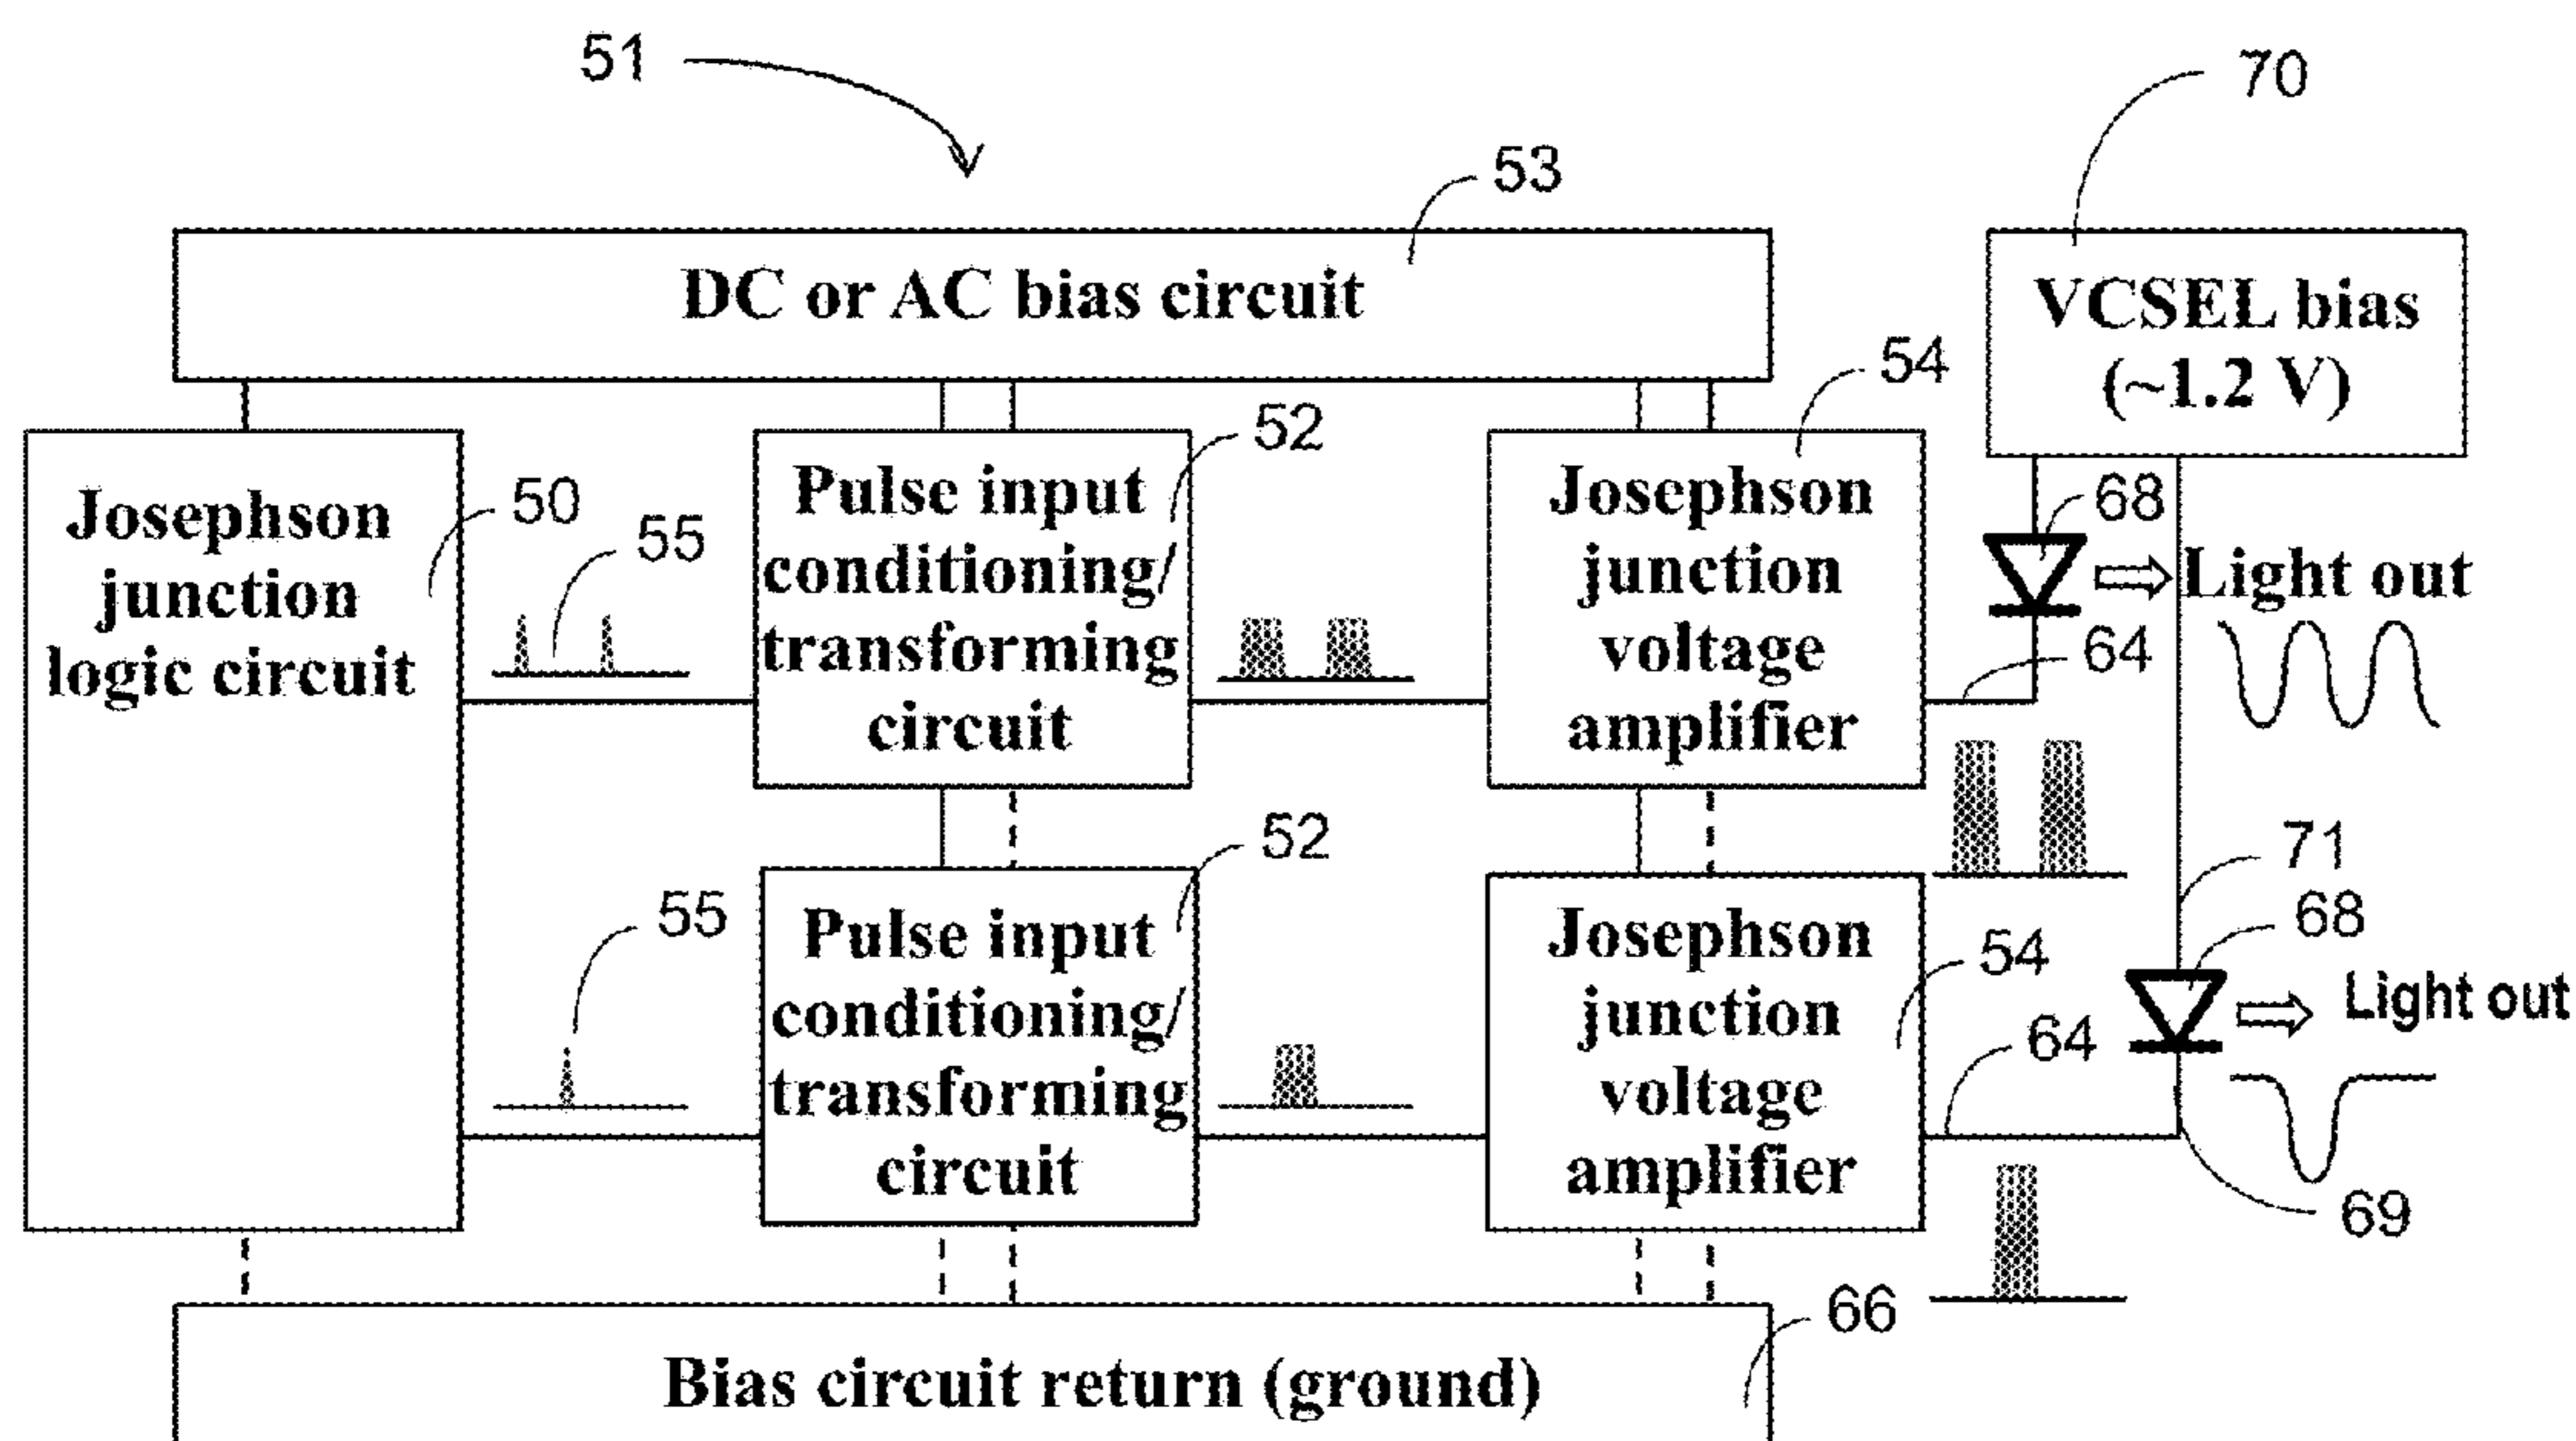 51
70
53
DC or AC bias circuit
VCSEL bias
(~1.2 V)
54
52
Josephson
junction
logic circuit
50
55
Pulse input
conditioning/
transforming
circuit
Josephson
junction
voltage
amplifier
68
Light out
64
52
55
Pulse input
conditioning/
transforming
circuit
Josephson
junction
voltage
amplifier
54
71
68
Light out
64
69
66
Bias circuit return (ground)